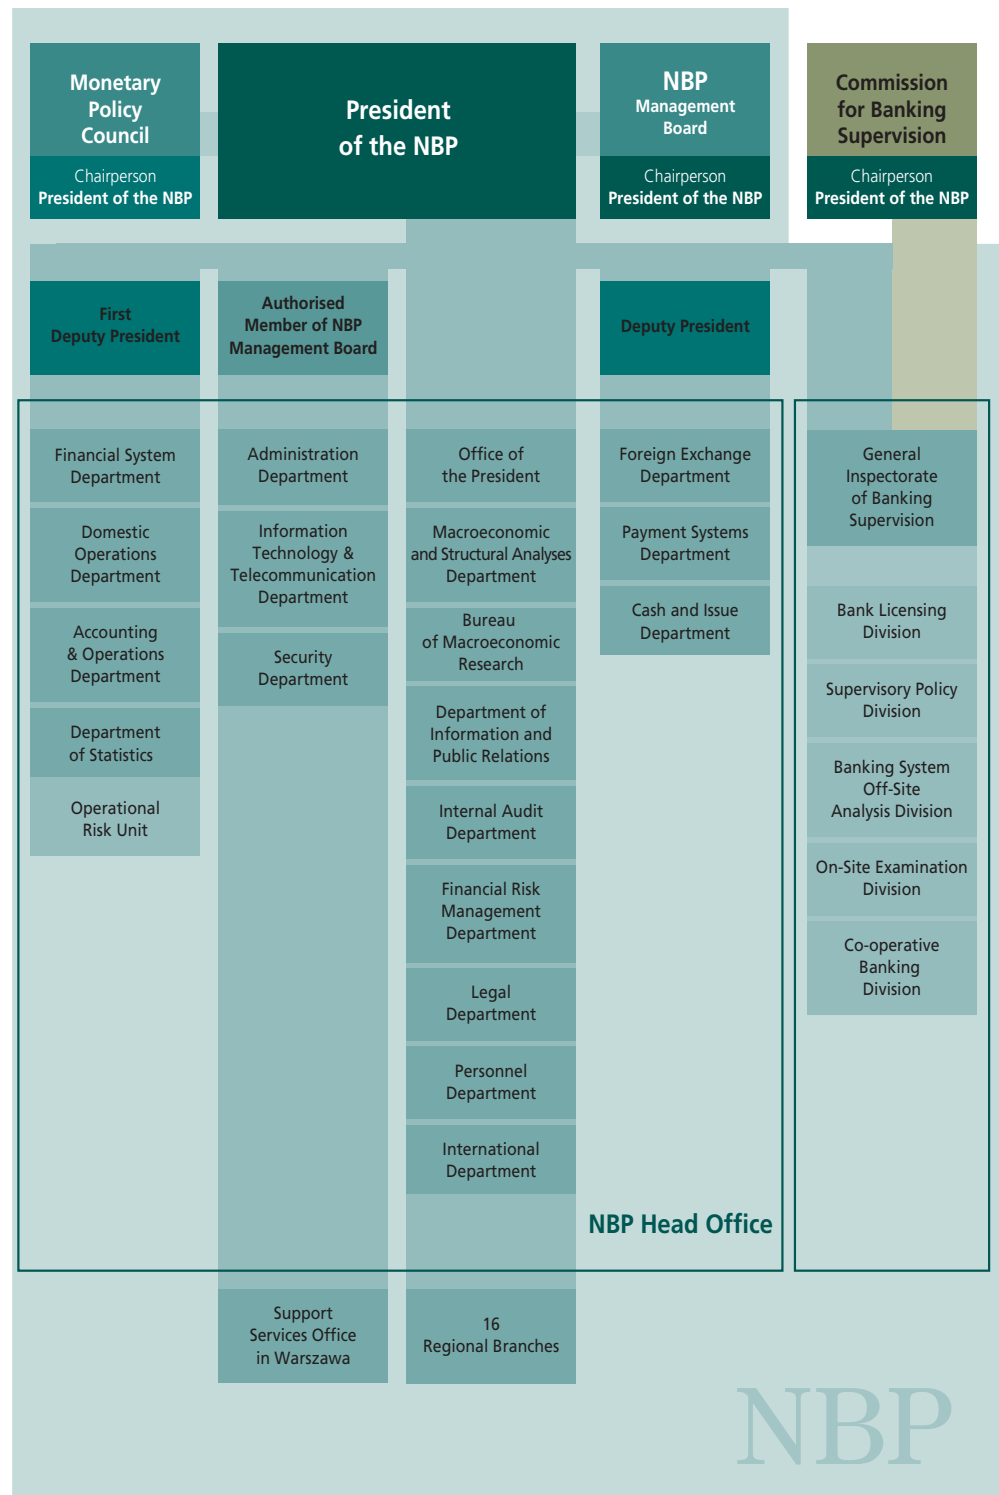 Monetary
Policy
Council
Chairperson
President of the NBP
President
of the NBP
NBP
Management
Board
Chairperson
President of the NBP
Commission
for Banking
Supervision
Chairperson
President of the NBP
First
Deputy President
Authorised
Member of NBP
Management Board
Deputy President
Financial System
Department
Domestic
Operations
Department
Accounting
& Operations
Department
Department
of Statistics
Operational
Risk Unit
Administration
Department
Information
Technology &
Telecommunication
Department
Security
Department
Office of
the President
Macroeconomic
and Structural Analyses
Department
Bureau
of Macroeconomic
Research
Department of
Information and
Public Relations
Internal Audit
Department
Financial Risk
Management
Department
Legal
Department
Personnel
Department
International
Department
Foreign Exchange
Department
Payment Systems
Department
Cash and Issue
Department
General
Inspectorate
of Banking
Supervision
Bank Licensing
Division
Supervisory Policy
Division
Banking System
Off-Site
Analysis Division
On-Site Examination
Division
Co-operative
Banking
Division
NBP Head Office
Support
Services Office
in Warszawa
16
Regional Branches
NBP